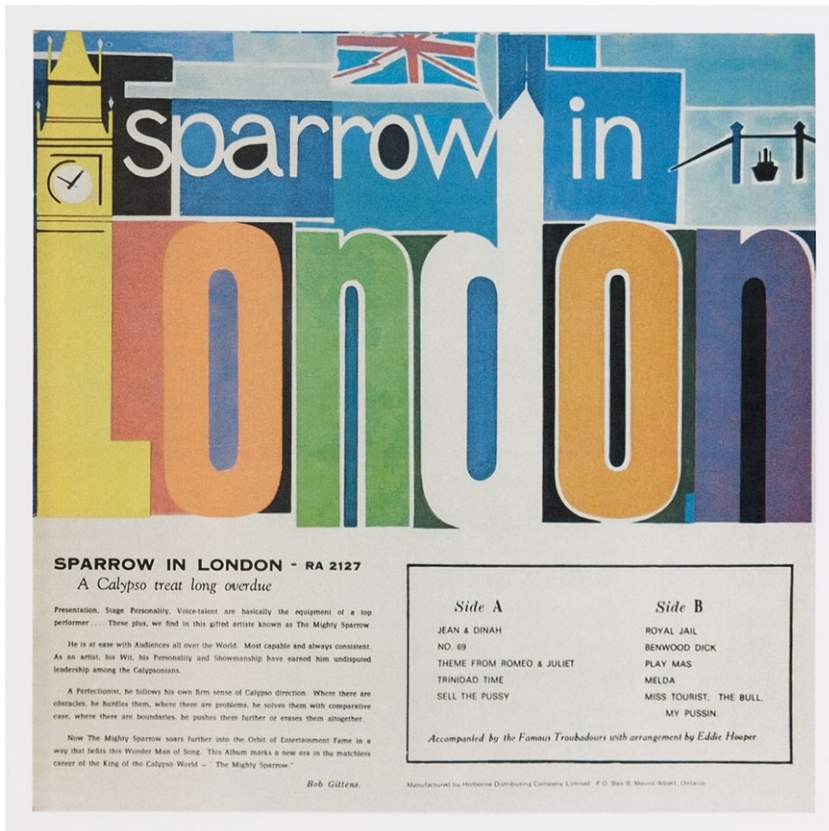 sparrow in
London
SPARROW IN LONDON - RA 2127
A Calypso treat long overdue
Presentation, Stage Personality, Voice-talent are basically the equipment of a top
performer.... These plus, we find in this gifted artiste known as The Mighty Sparrow.
He is at ease with Audiences all over the World. Most capable and always consistent.
As an artist, his Wit, his Personality and Showmanship have earned him undisputed
leadership among the Calypsonians.
A Perfectionist, he follows his own firm sense of Calypso direction. Where there are
obstacles, he hurdles them, where there are problems, he solves them with comparative
ease, where there are boundaries, he pushes them further or erases them altogether.
Now The Mighty Sparrow soars further into the Orbit of Entertainment Fame in a
way that befits this Wonder Man of Song. This Album marks a new era in the matchless
career of the King of the Calypso World – "The Mighty Sparrow."
Bob Gittens.
Side A
JEAN & DINAH
NO. 69
THEME FROM ROMEO & JULIET
TRINIDAD TIME
SELL THE PUSSY
Side B
ROYAL JAIL
BENWOOD DICK
PLAY MAS
MELDA
MISS TOURIST, THE BULL,
MY PUSSIN.
Accompanied by the Famous Troubadours with arrangement by Eddie Hooper
Manufactured by Holborne Distributing Company Limited · P.O. Box B, Mount Albert, Ontario